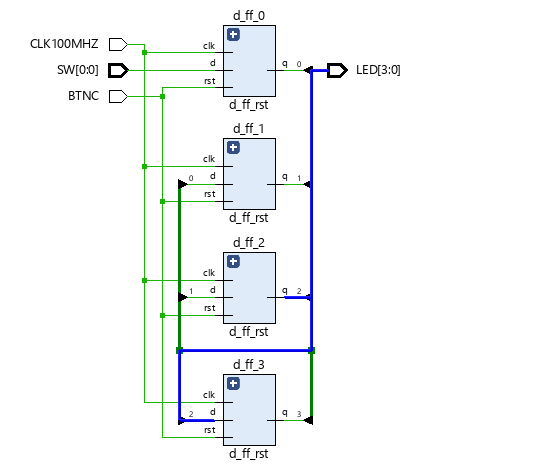 d_ff_0
CLK100MHZ
clk
SW[0:0]
d
q 0
LED[3:0]
BTNC
rst
d_ff_rst
d_ff_1
clk
0 d
q 1
rst
d_ff_rst
d_ff_2
clk
1 d
q 2
rst
d_ff_rst
d_ff_3
clk
2 d
q 3
rst
d_ff_rst